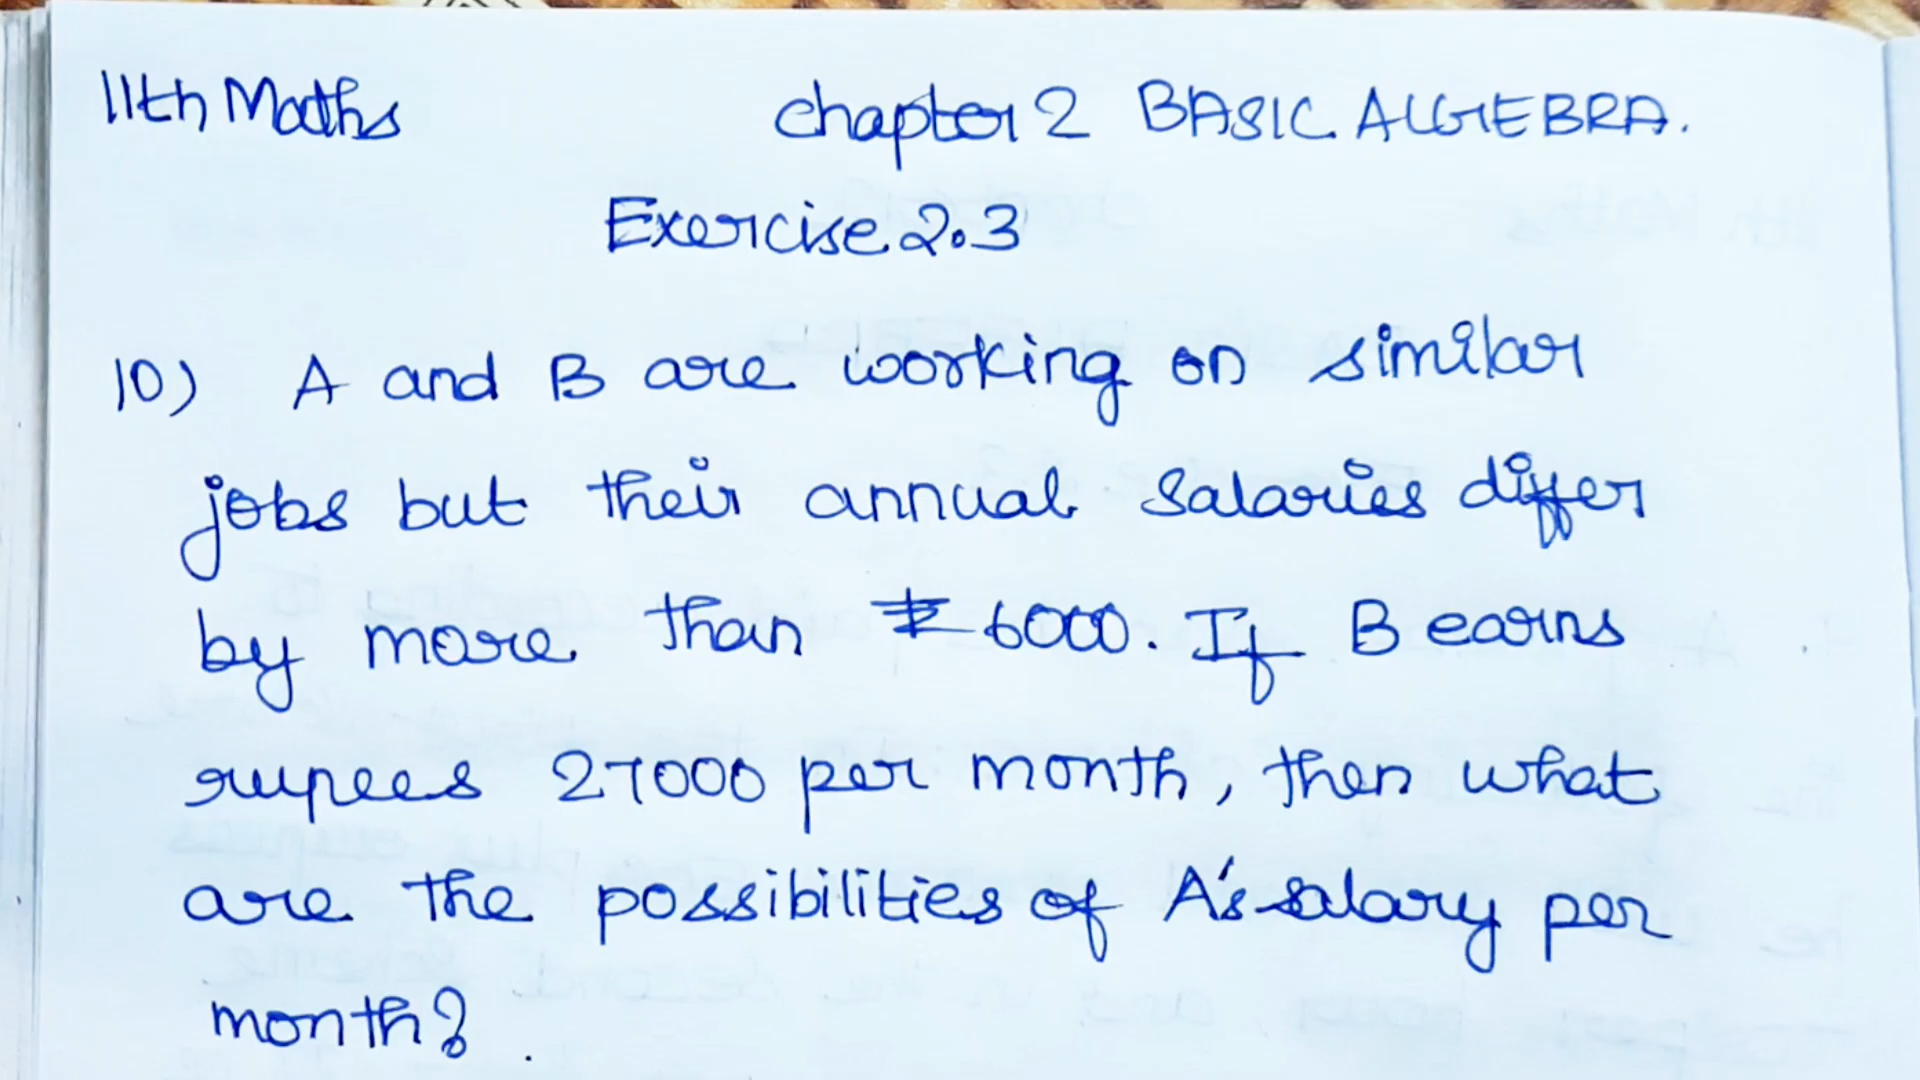 11th Maths chapter 2 BASIC ALGEBRA.
Exercise 2.3
10) A and B are working on similar
jobs but their annual salaries differ
by more than ₹ 6000. If B earns
rupees 27000 per month, then what
are the possibilities of A's salary per
month?